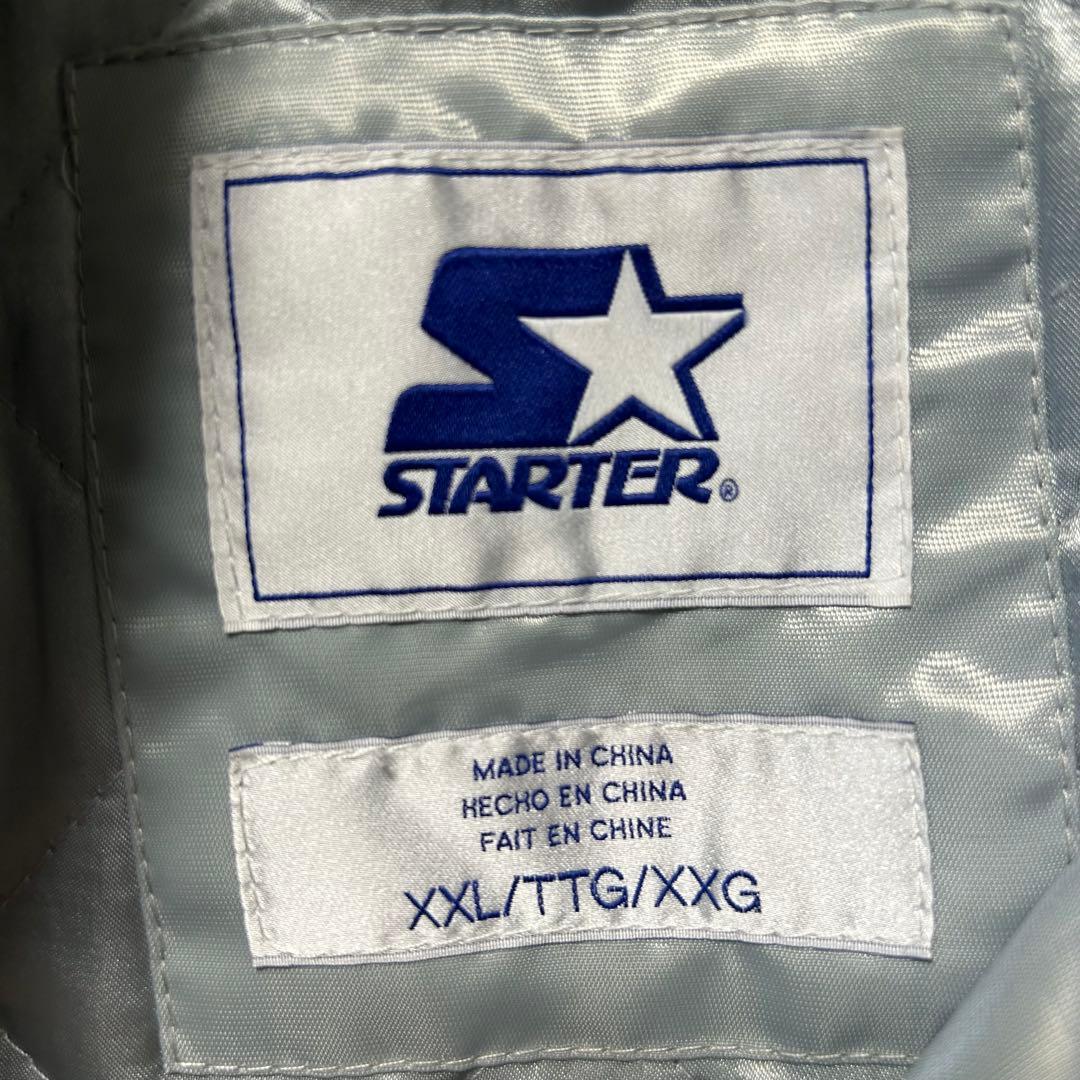 STARTER®
MADE IN CHINA
HECHO EN CHINA
FAIT EN CHINE
XXL/TTG/XXG